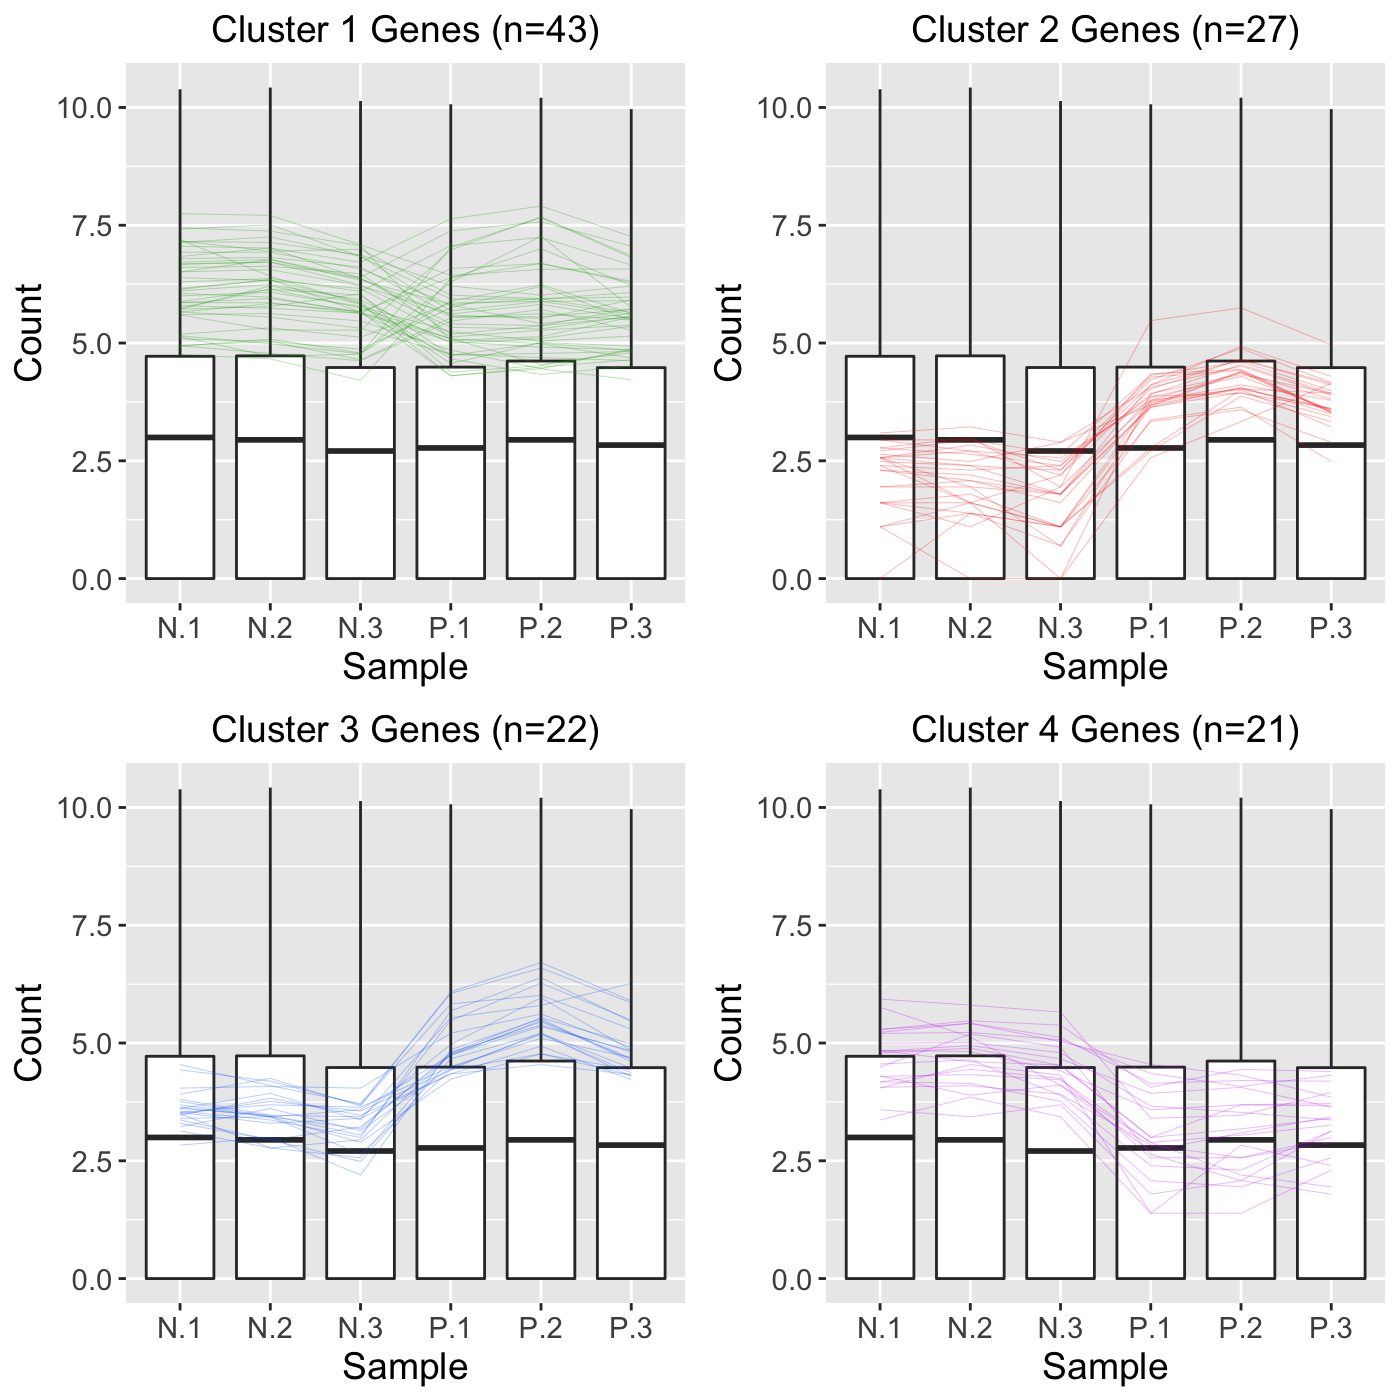 Cluster 1 Genes (n=43)
Count
10.0
7.5
5.0
2.5
0.0
N.1 N.2 N.3 P.1 P.2 P.3
Sample
Cluster 2 Genes (n=27)
Count
10.0
7.5
5.0
2.5
0.0
N.1 N.2 N.3 P.1 P.2 P.3
Sample
Cluster 3 Genes (n=22)
Count
10.0
7.5
5.0
2.5
0.0
N.1 N.2 N.3 P.1 P.2 P.3
Sample
Cluster 4 Genes (n=21)
Count
10.0
7.5
5.0
2.5
0.0
N.1 N.2 N.3 P.1 P.2 P.3
Sample